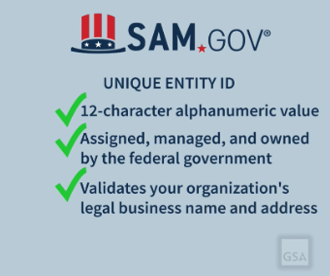 SAM.GOV®
UNIQUE ENTITY ID
12-character alphanumeric value
Assigned, managed, and owned
by the federal government
Validates your organization's
legal business name and address
GSA